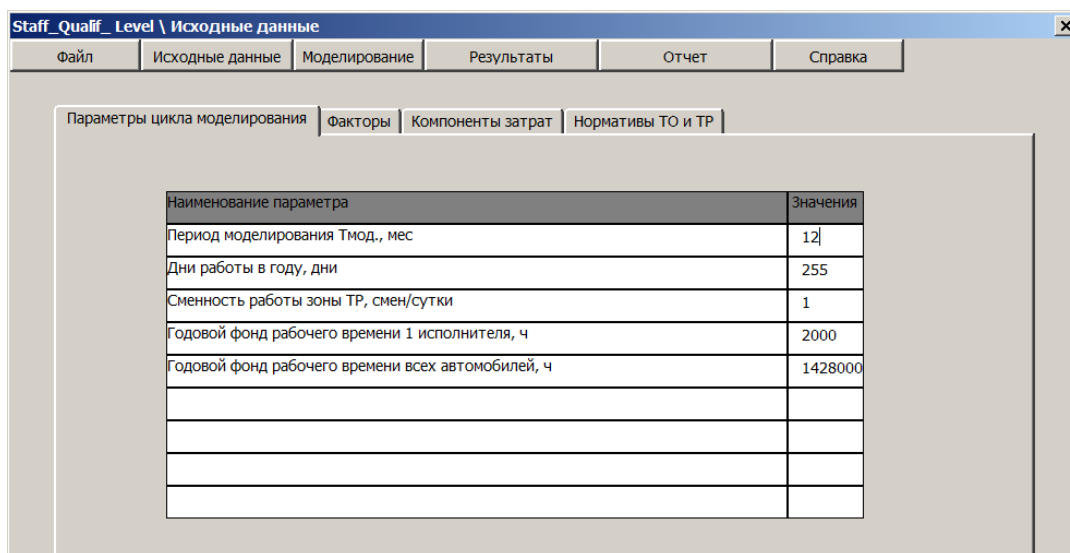 Staff_Qualif_ Level \ Исходные данные
Файл Исходные данные Моделирование Результаты Отчет Справка
Параметры цикла моделирования Факторы Компоненты затрат Нормативы ТО и ТР
Наименование параметра Значения
Период моделирования Тмод., мес 12
Дни работы в году, дни 255
Сменность работы зоны ТР, смен/сутки 1
Годовой фонд рабочего времени 1 исполнителя, ч 2000
Годовой фонд рабочего времени всех автомобилей, ч 1428000